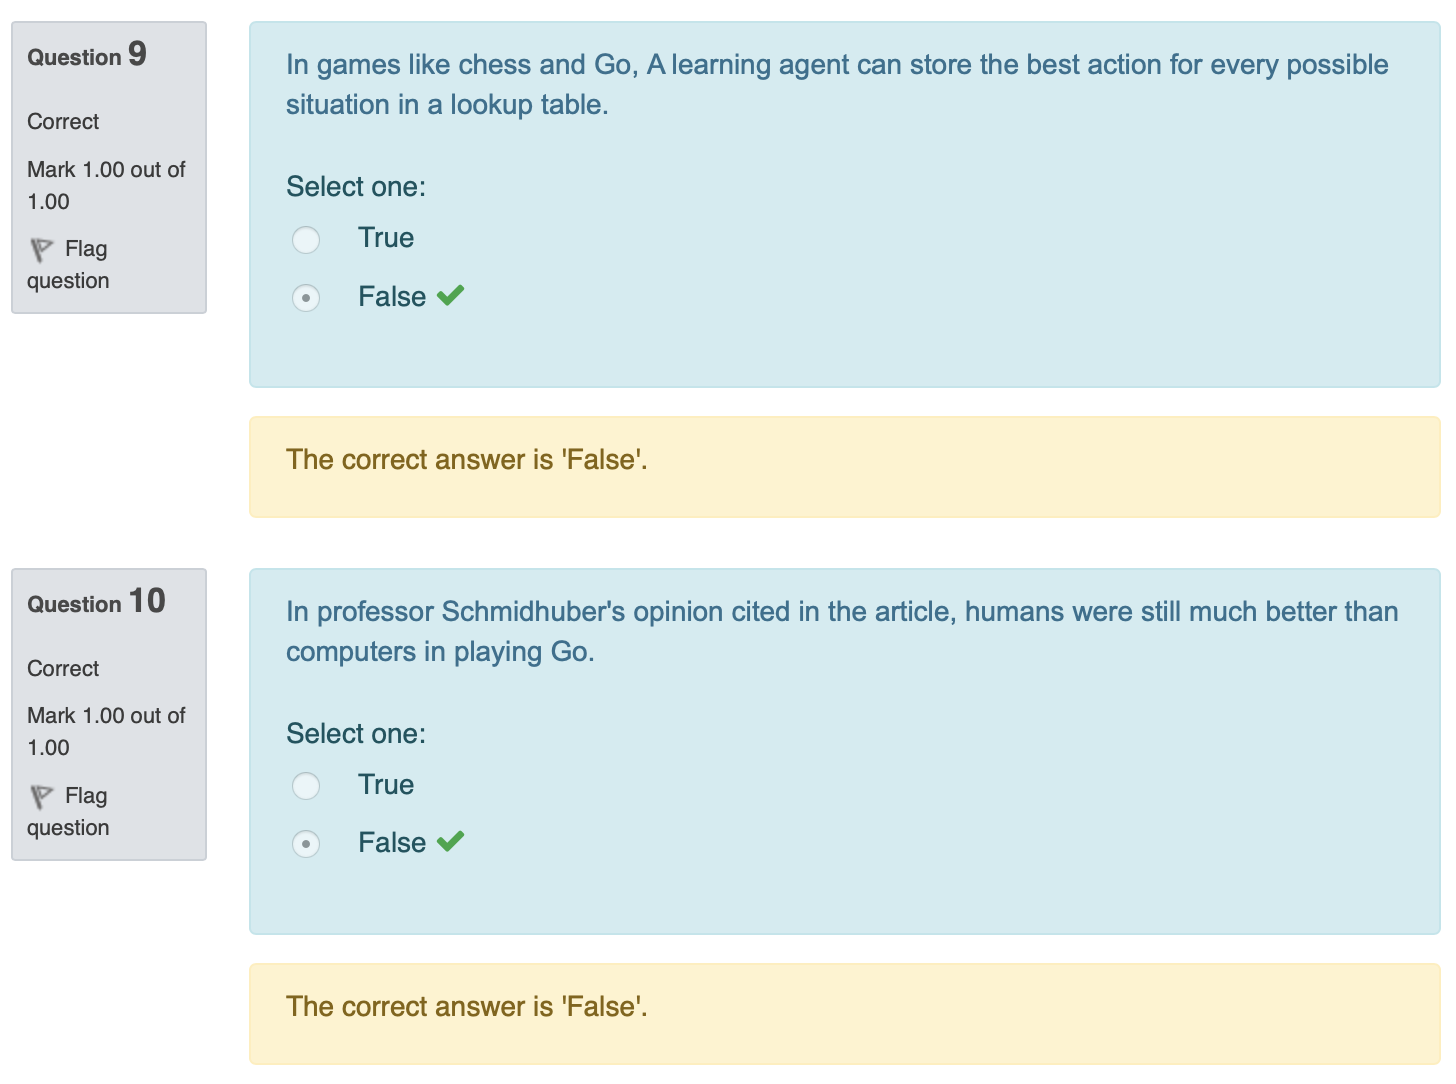 Question 9
Correct
Mark 1.00 out of
1.00
Flag
question
In games like chess and Go, A learning agent can store the best action for every possible
situation in a lookup table.
Select one:
True
False
The correct answer is 'False'.
Question 10
Correct
Mark 1.00 out of
1.00
Flag
question
In professor Schmidhuber's opinion cited in the article, humans were still much better than
computers in playing Go.
Select one:
True
False
The correct answer is 'False'.